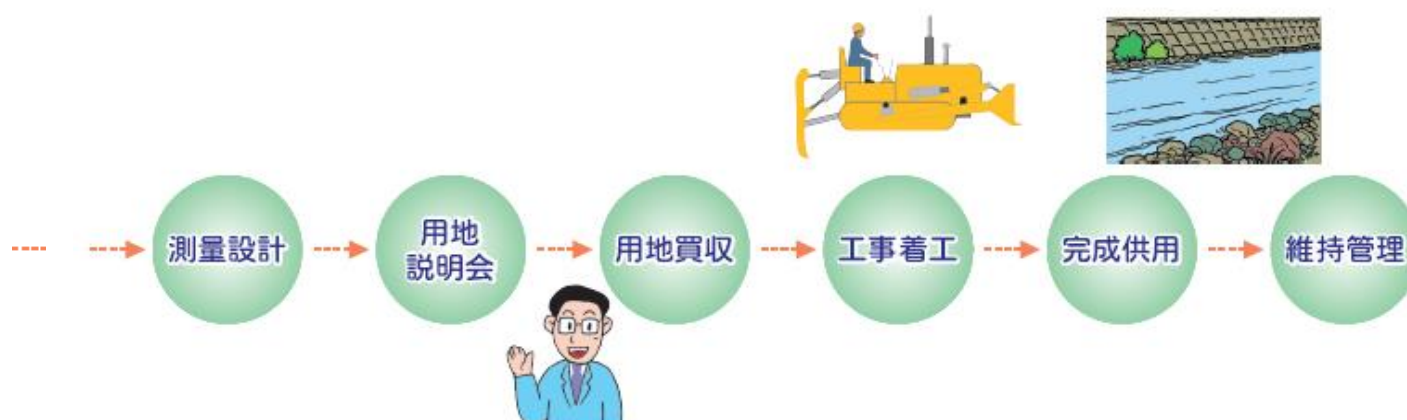 測量設計
用地
説明会
用地買収
工事着工
完成供用
維持管理